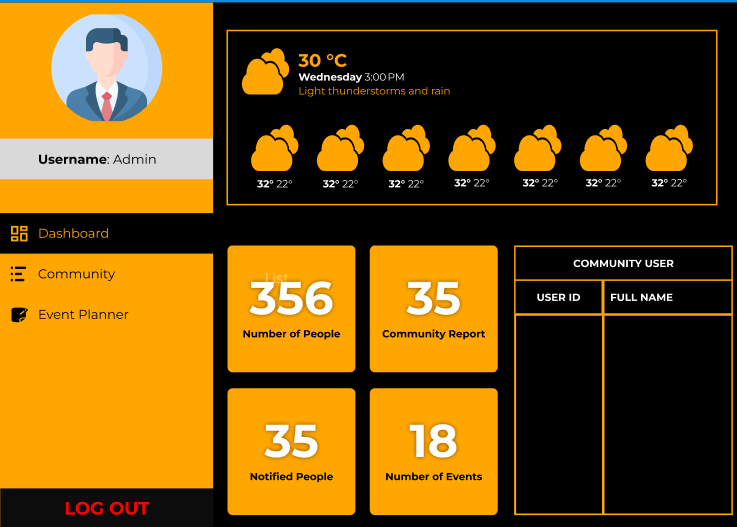 Username: Admin
Dashboard
Community
Event Planner
LOG OUT
30 °C
Wednesday 3:00PM
Light thunderstorms and rain
32° 22° 32° 22° 32° 22° 32° 22° 32° 22° 32° 22° 32° 22°
List
356
Number of People
35
Community Report
35
Notified People
18
Number of Events
COMMUNITY USER
USER ID FULL NAME